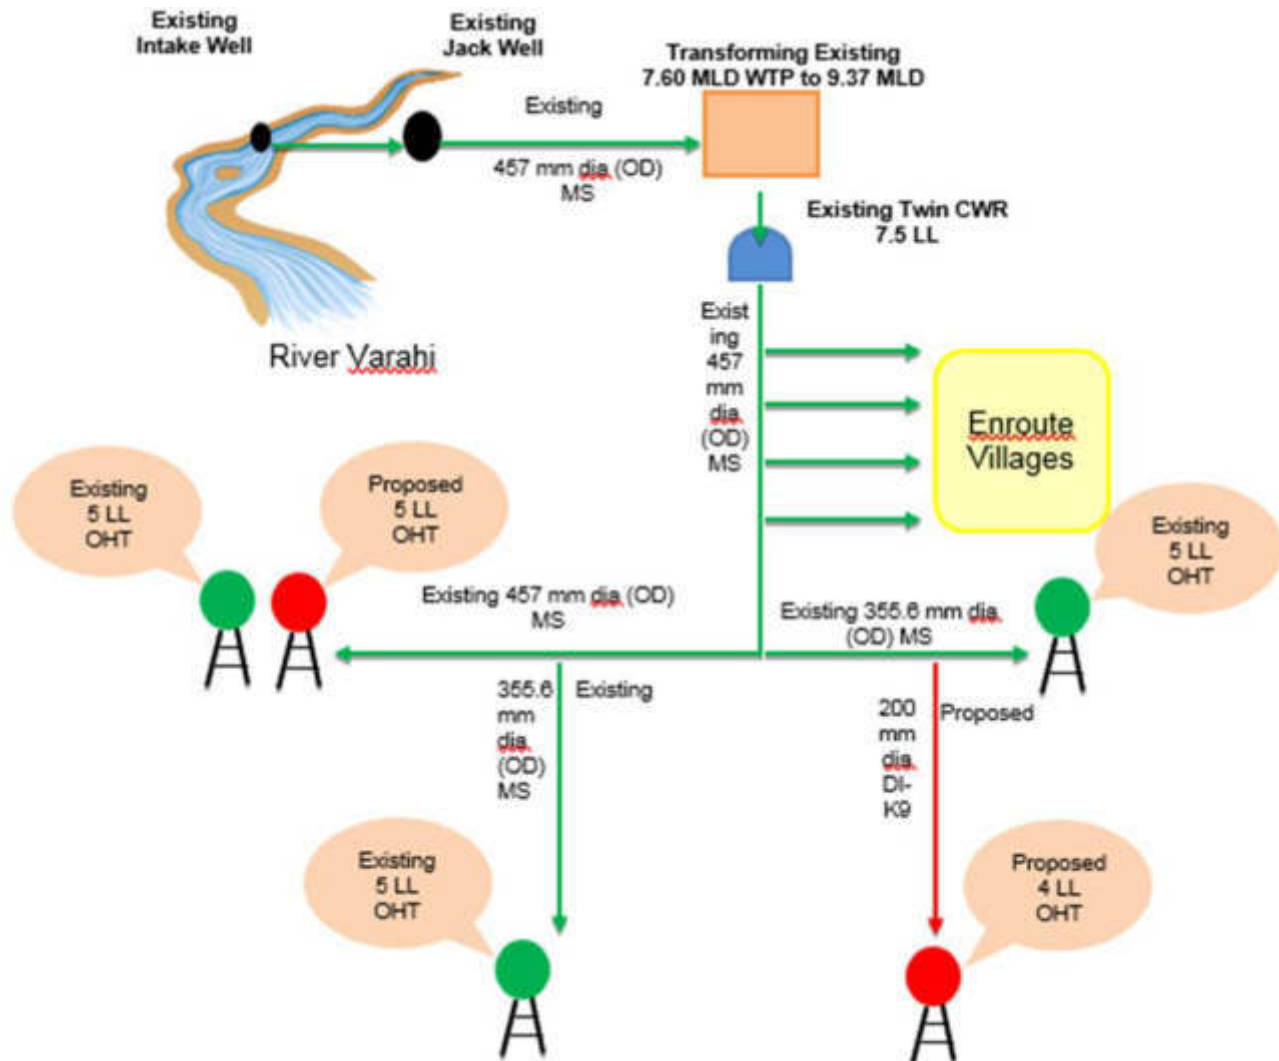 Existing
Intake Well
Existing
Jack Well
Transforming Existing
7.60 MLD WTP to 9.37 MLD
Existing
457 mm dia (OD)
MS
Existing Twin CWR
7.5 LL
River Varahi
Exist
ing
457
mm
dia
(OD)
MS
Enroute
Villages
Existing
5 LL
OHT
Proposed
5 LL
OHT
Existing
5 LL
OHT
Existing 457 mm dia (OD)
MS
Existing 355.6 mm dia
(OD) MS
355.6
mm
dia
(OD)
MS
Existing
200
mm
dia
DI-
K9
Proposed
Existing
5 LL
OHT
Proposed
4 LL
OHT